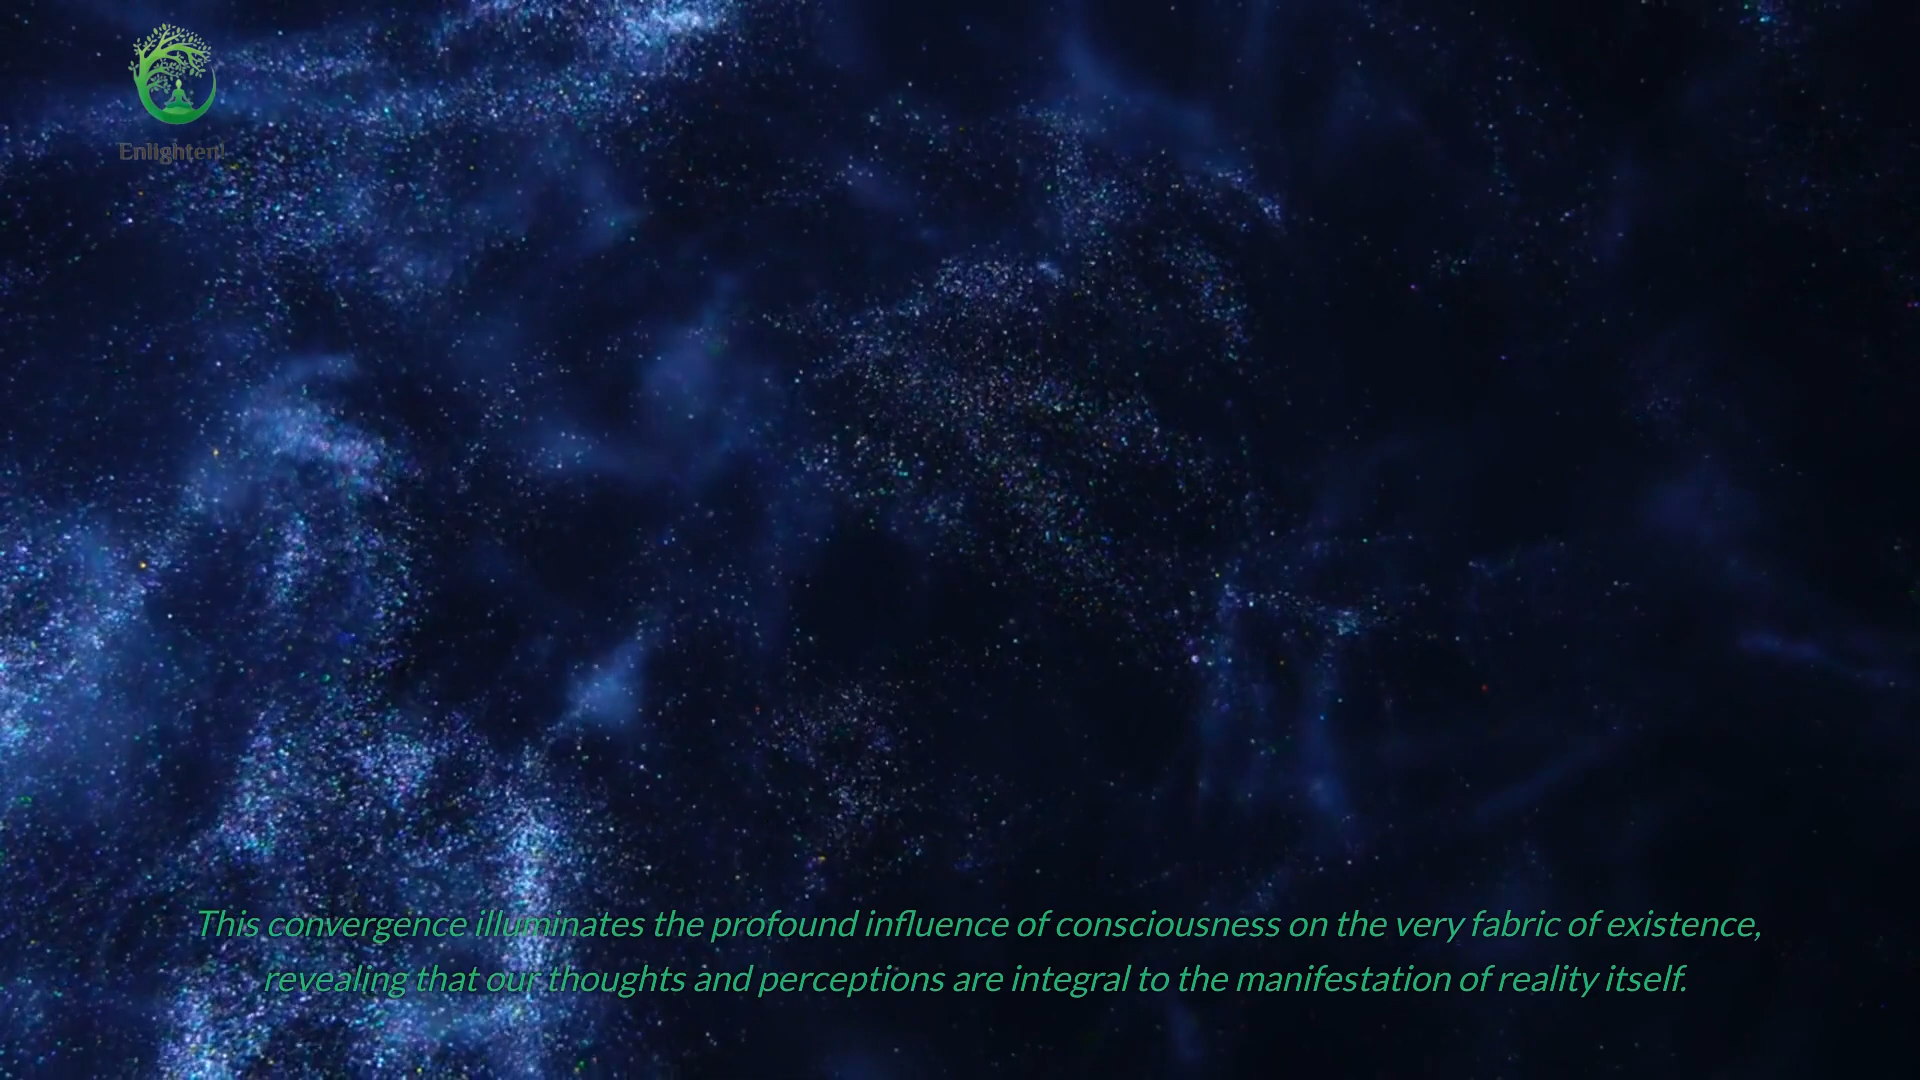 Enlighten!
This convergence illuminates the profound influence of consciousness on the very fabric of existence,
revealing that our thoughts and perceptions are integral to the manifestation of reality itself.